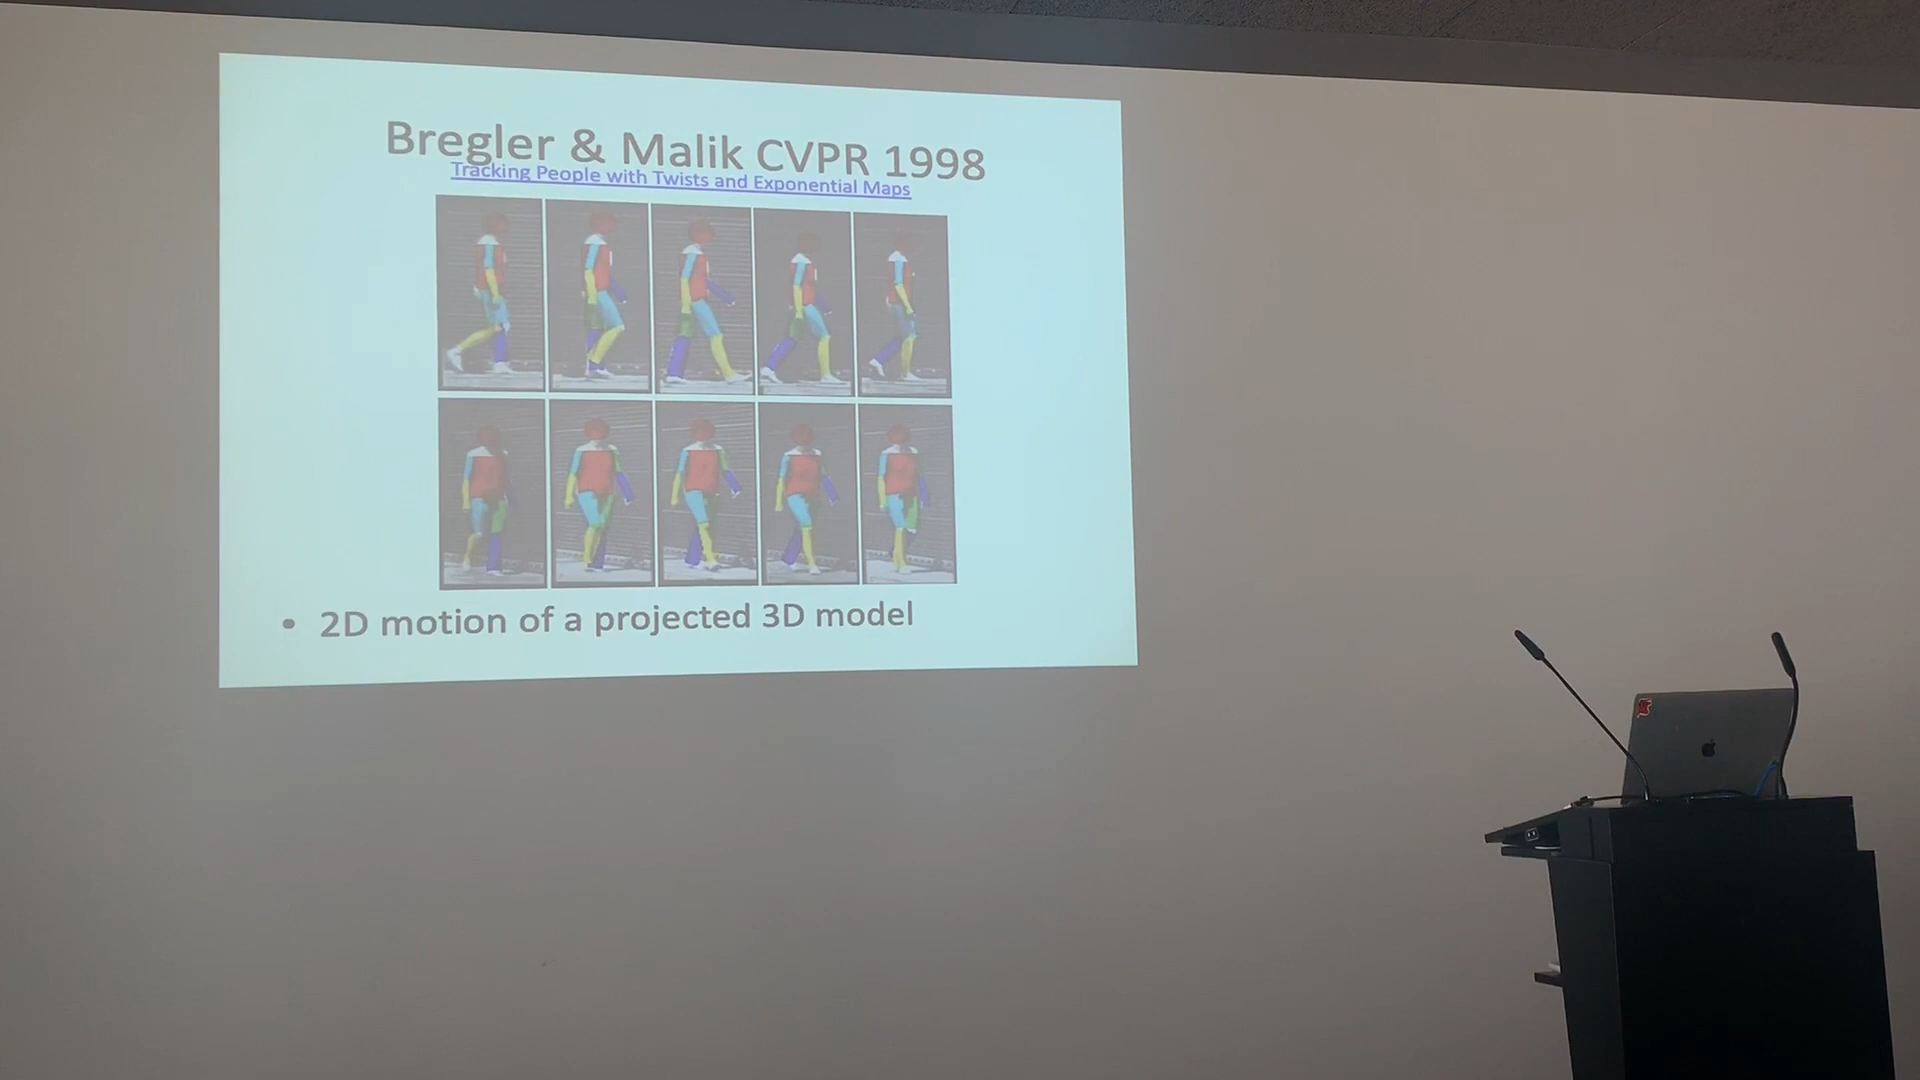 Bregler & Malik CVPR 1998
Tracking People with Twists and Exponential Maps
• 2D motion of a projected 3D model